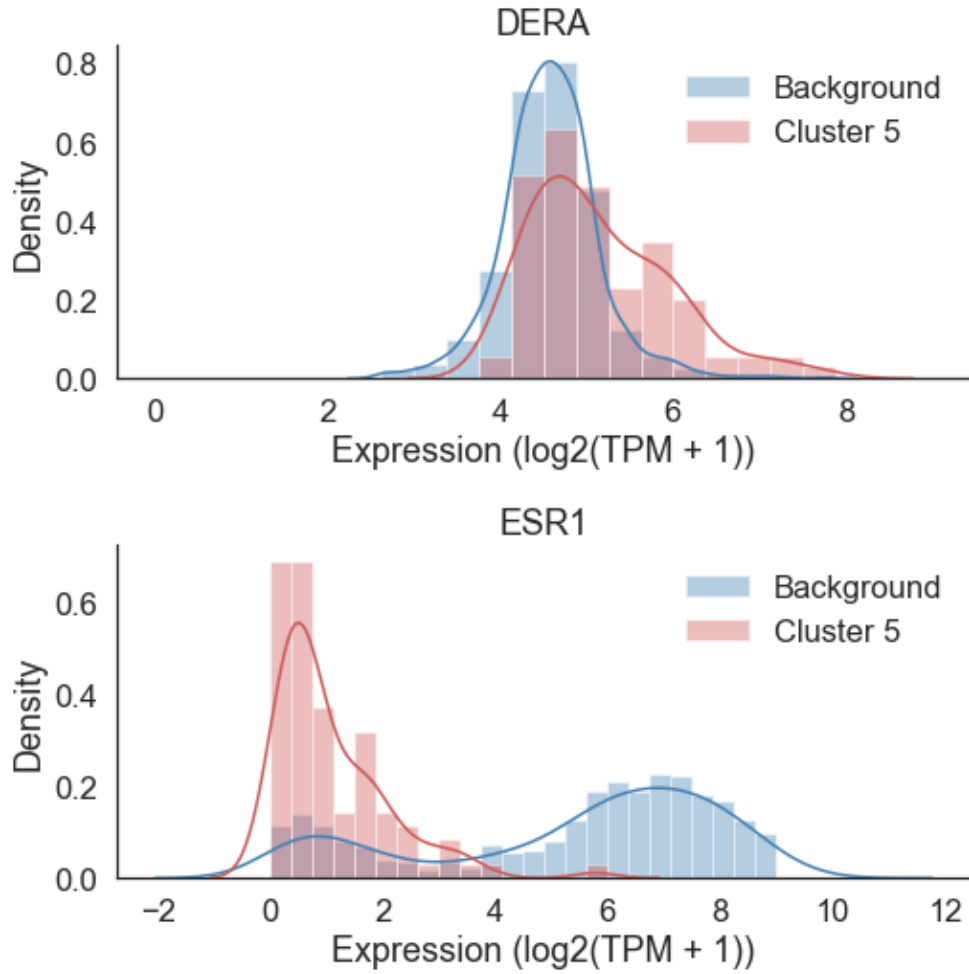 DERA
0.8
0.6
0.4
0.2
0.0
Density
Background
Cluster 5
0 2 4 6 8
Expression (log2(TPM + 1))
ESR1
0.6
0.4
0.2
0.0
Density
Background
Cluster 5
−2 0 2 4 6 8 10 12
Expression (log2(TPM + 1))